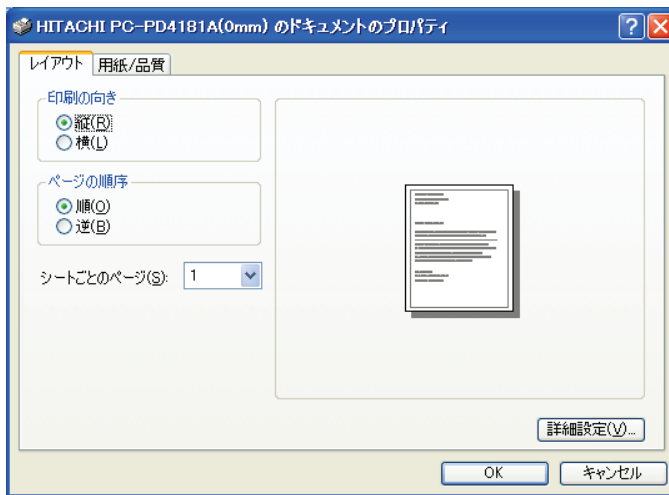 HITACHI PC-PD4181A(0mm) のドキュメントのプロパティ
レイアウト 用紙/品質
印刷の向き
縦(R)
横(L)
ページの順序
順(O)
逆(B)
シートごとのページ(S): 1
詳細設定(V)...
OK キャンセル